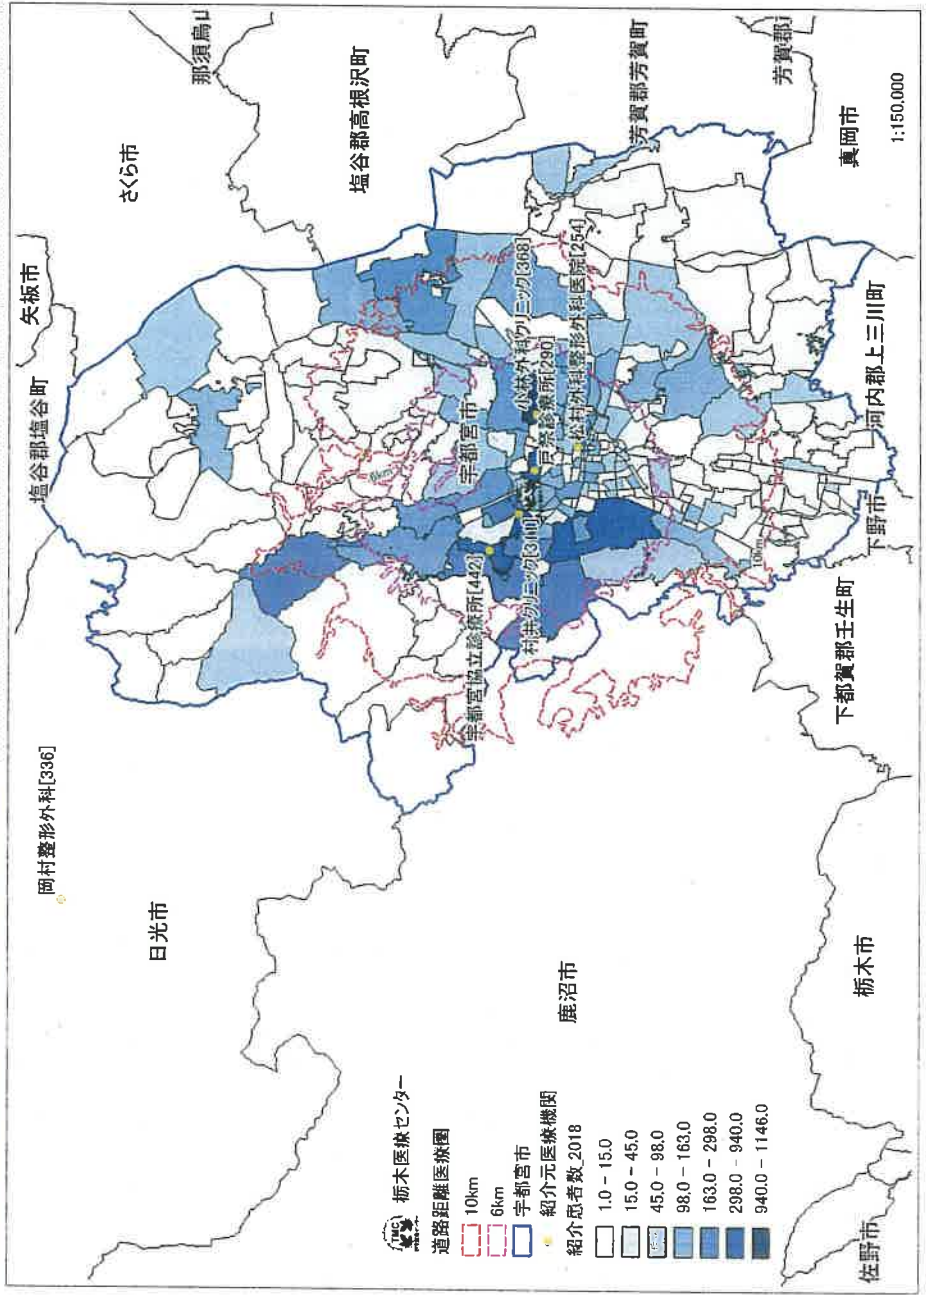 矢板市
塩谷郡塩谷町
さくら市
那須烏山
塩谷郡高根沢町
芳賀郡芳賀町
芳賀郡
真岡市
1:150,000
河内郡上三川町
下野市
下都賀郡壬生町
栃木市
佐野市
鹿沼市
日光市
岡村整形外科[336]
宇都宮市
小林外科クリニック[368]
戸奈診療所[290]
松村外科整形外科医院[254]
村井クリニック[300]
宇都宮協立診療所[442]
6km
10km
TMC
栃木医療センター
道路距離医療圏
10km
6km
宇都宮市
紹介元医療機関
紹介患者数_2018
1.0 - 15.0
15.0 - 45.0
45.0 - 98.0
98.0 - 163.0
163.0 - 298.0
298.0 - 940.0
940.0 - 1146.0